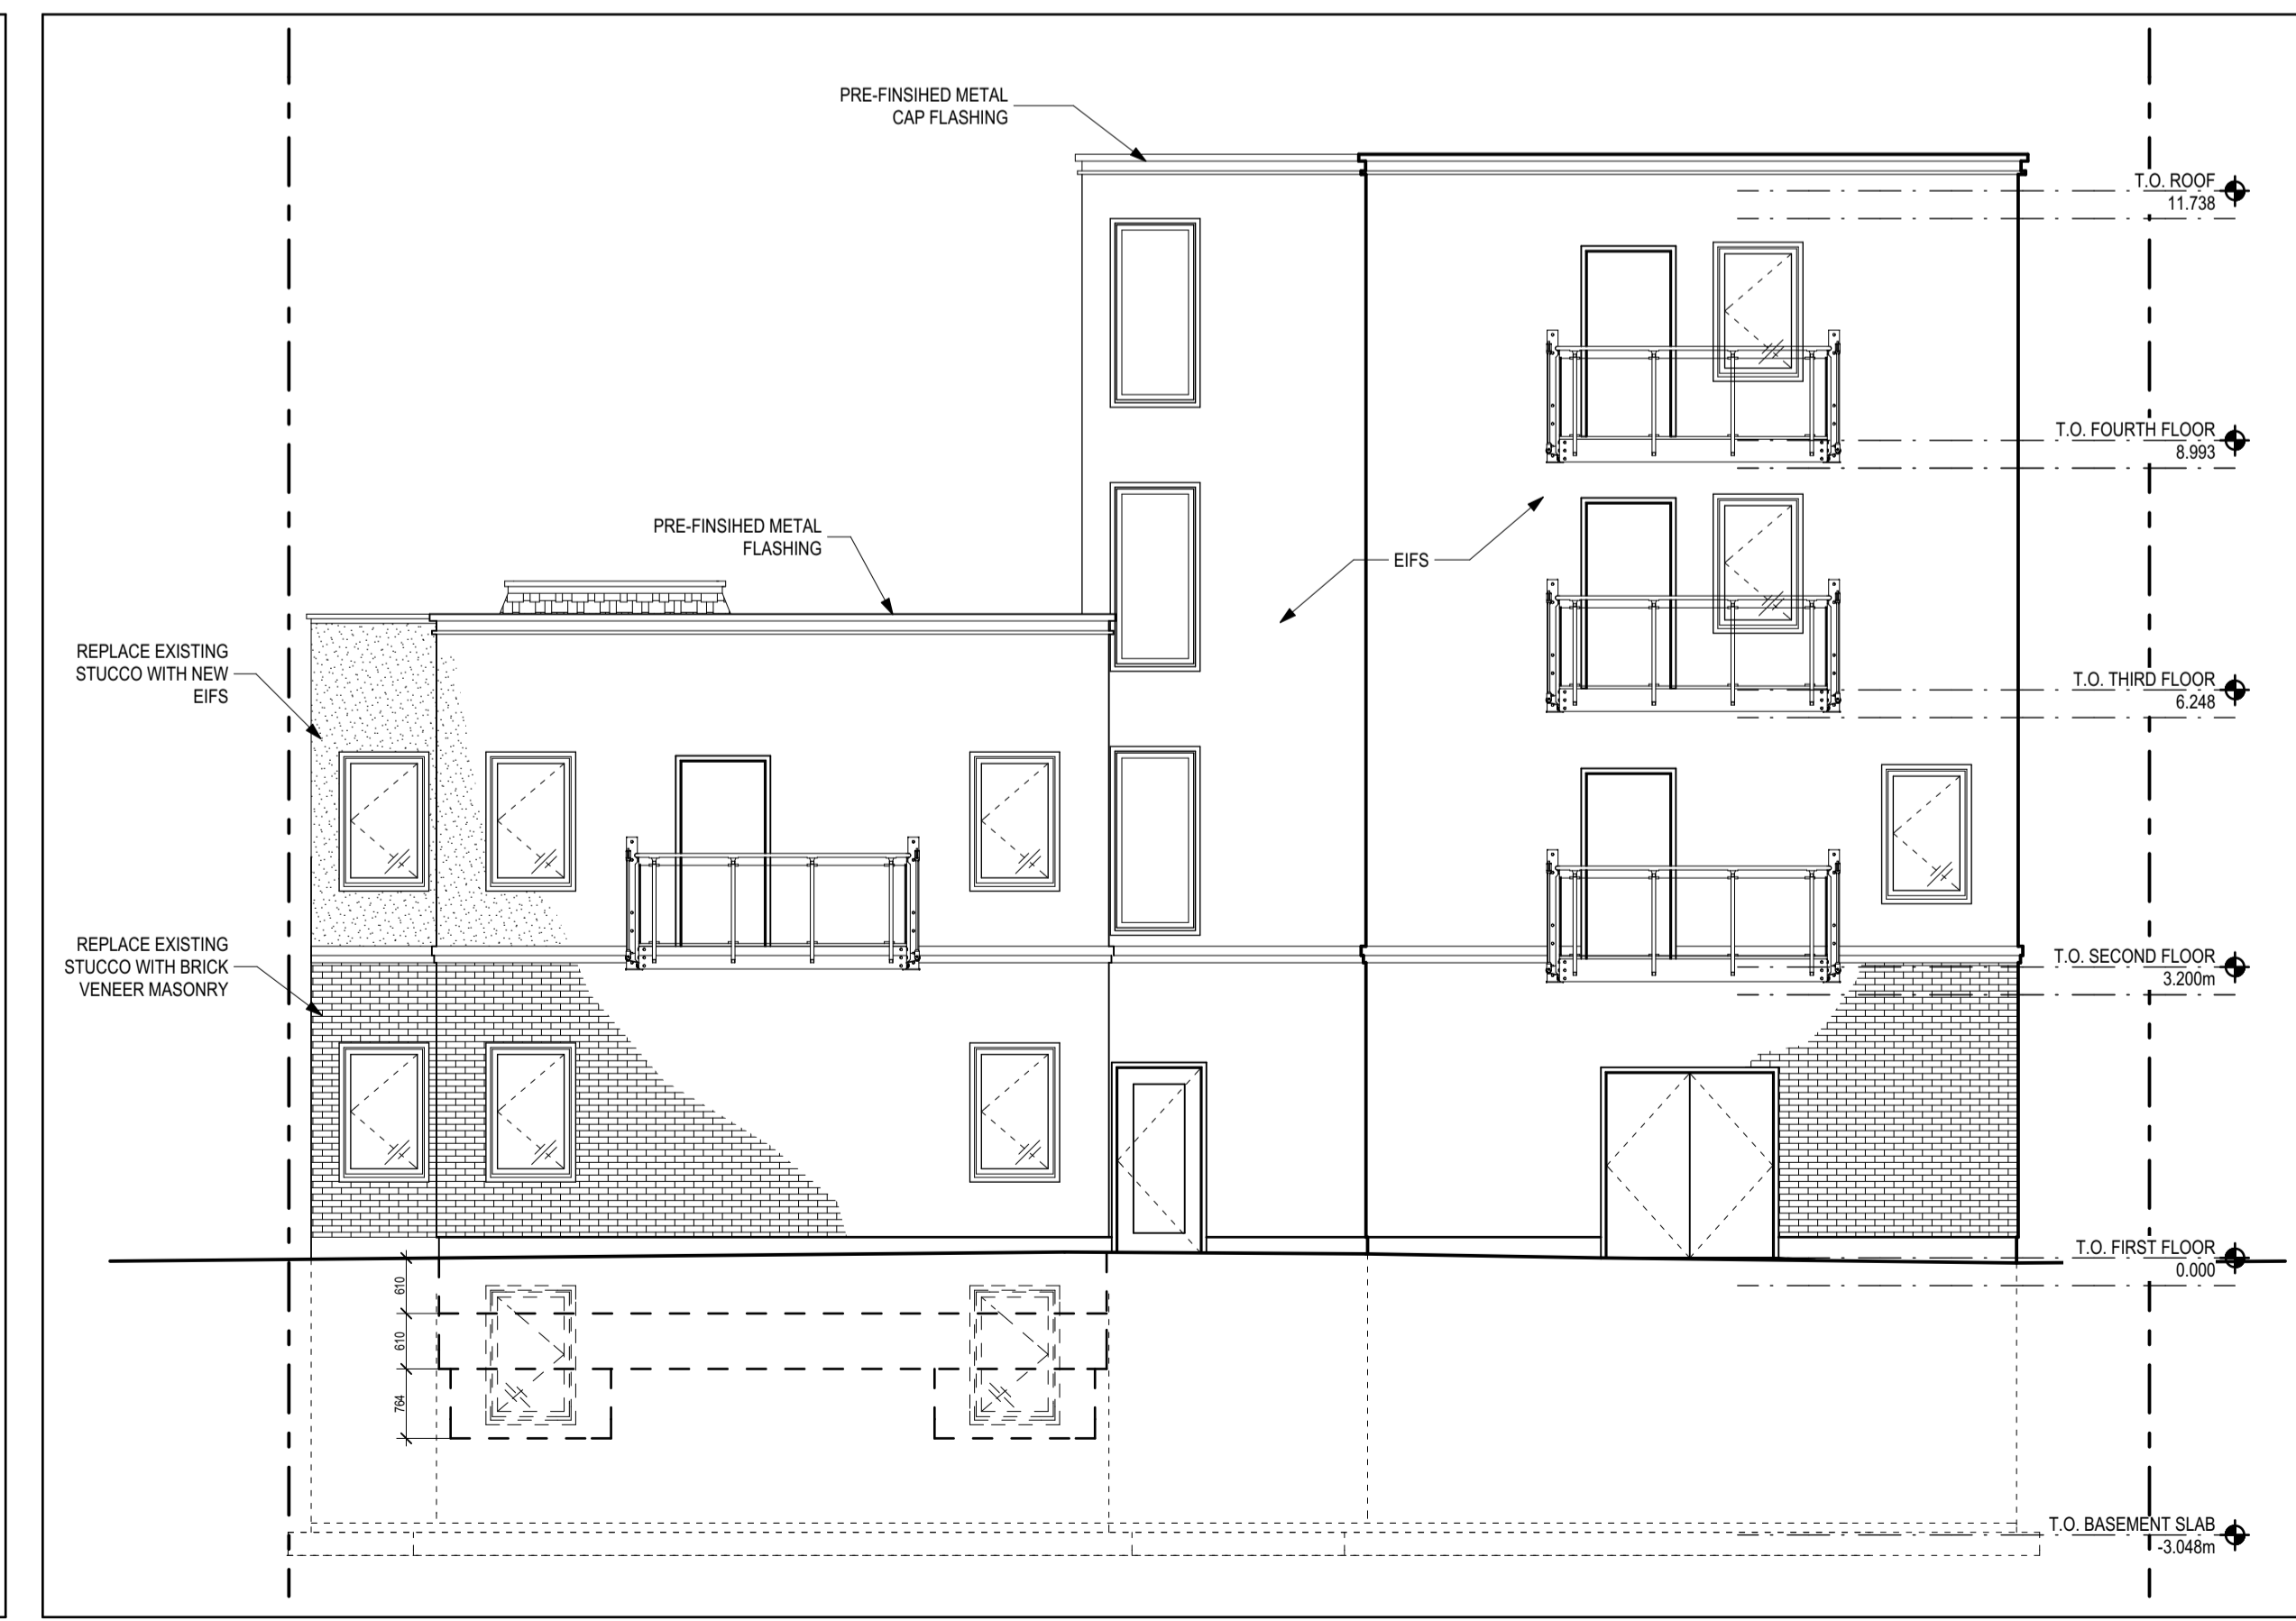 PRE-FINSIHED METAL
CAP FLASHING
T.O. ROOF
11.738
T.O. FOURTH FLOOR
8.993
PRE-FINSIHED METAL
FLASHING
EIFS
REPLACE EXISTING
STUCCO WITH NEW
EIFS
T.O. THIRD FLOOR
6.248
REPLACE EXISTING
STUCCO WITH BRICK
VENEER MASONRY
T.O. SECOND FLOOR
3.200m
T.O. FIRST FLOOR
0.000
610
610
764
T.O. BASEMENT SLAB
-3.048m